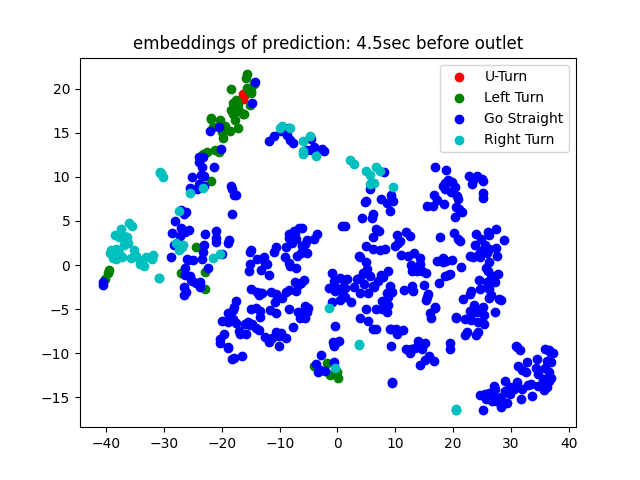 embeddings of prediction: 4.5sec before outlet
U-Turn
Left Turn
Go Straight
Right Turn
20
15
10
5
0
−5
−10
−15
−40 −30 −20 −10 0 10 20 30 40